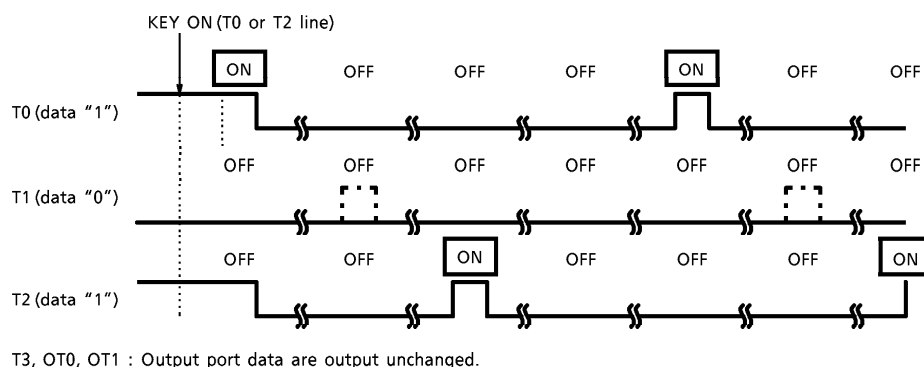 KEY ON (T0 or T2 line)
ON OFF OFF OFF ON OFF OFF
T0 (data “1”)
OFF OFF OFF OFF OFF OFF OFF
T1 (data “0”)
OFF OFF ON OFF OFF OFF ON
T2 (data “1”)
T3, OT0, OT1 : Output port data are output unchanged.